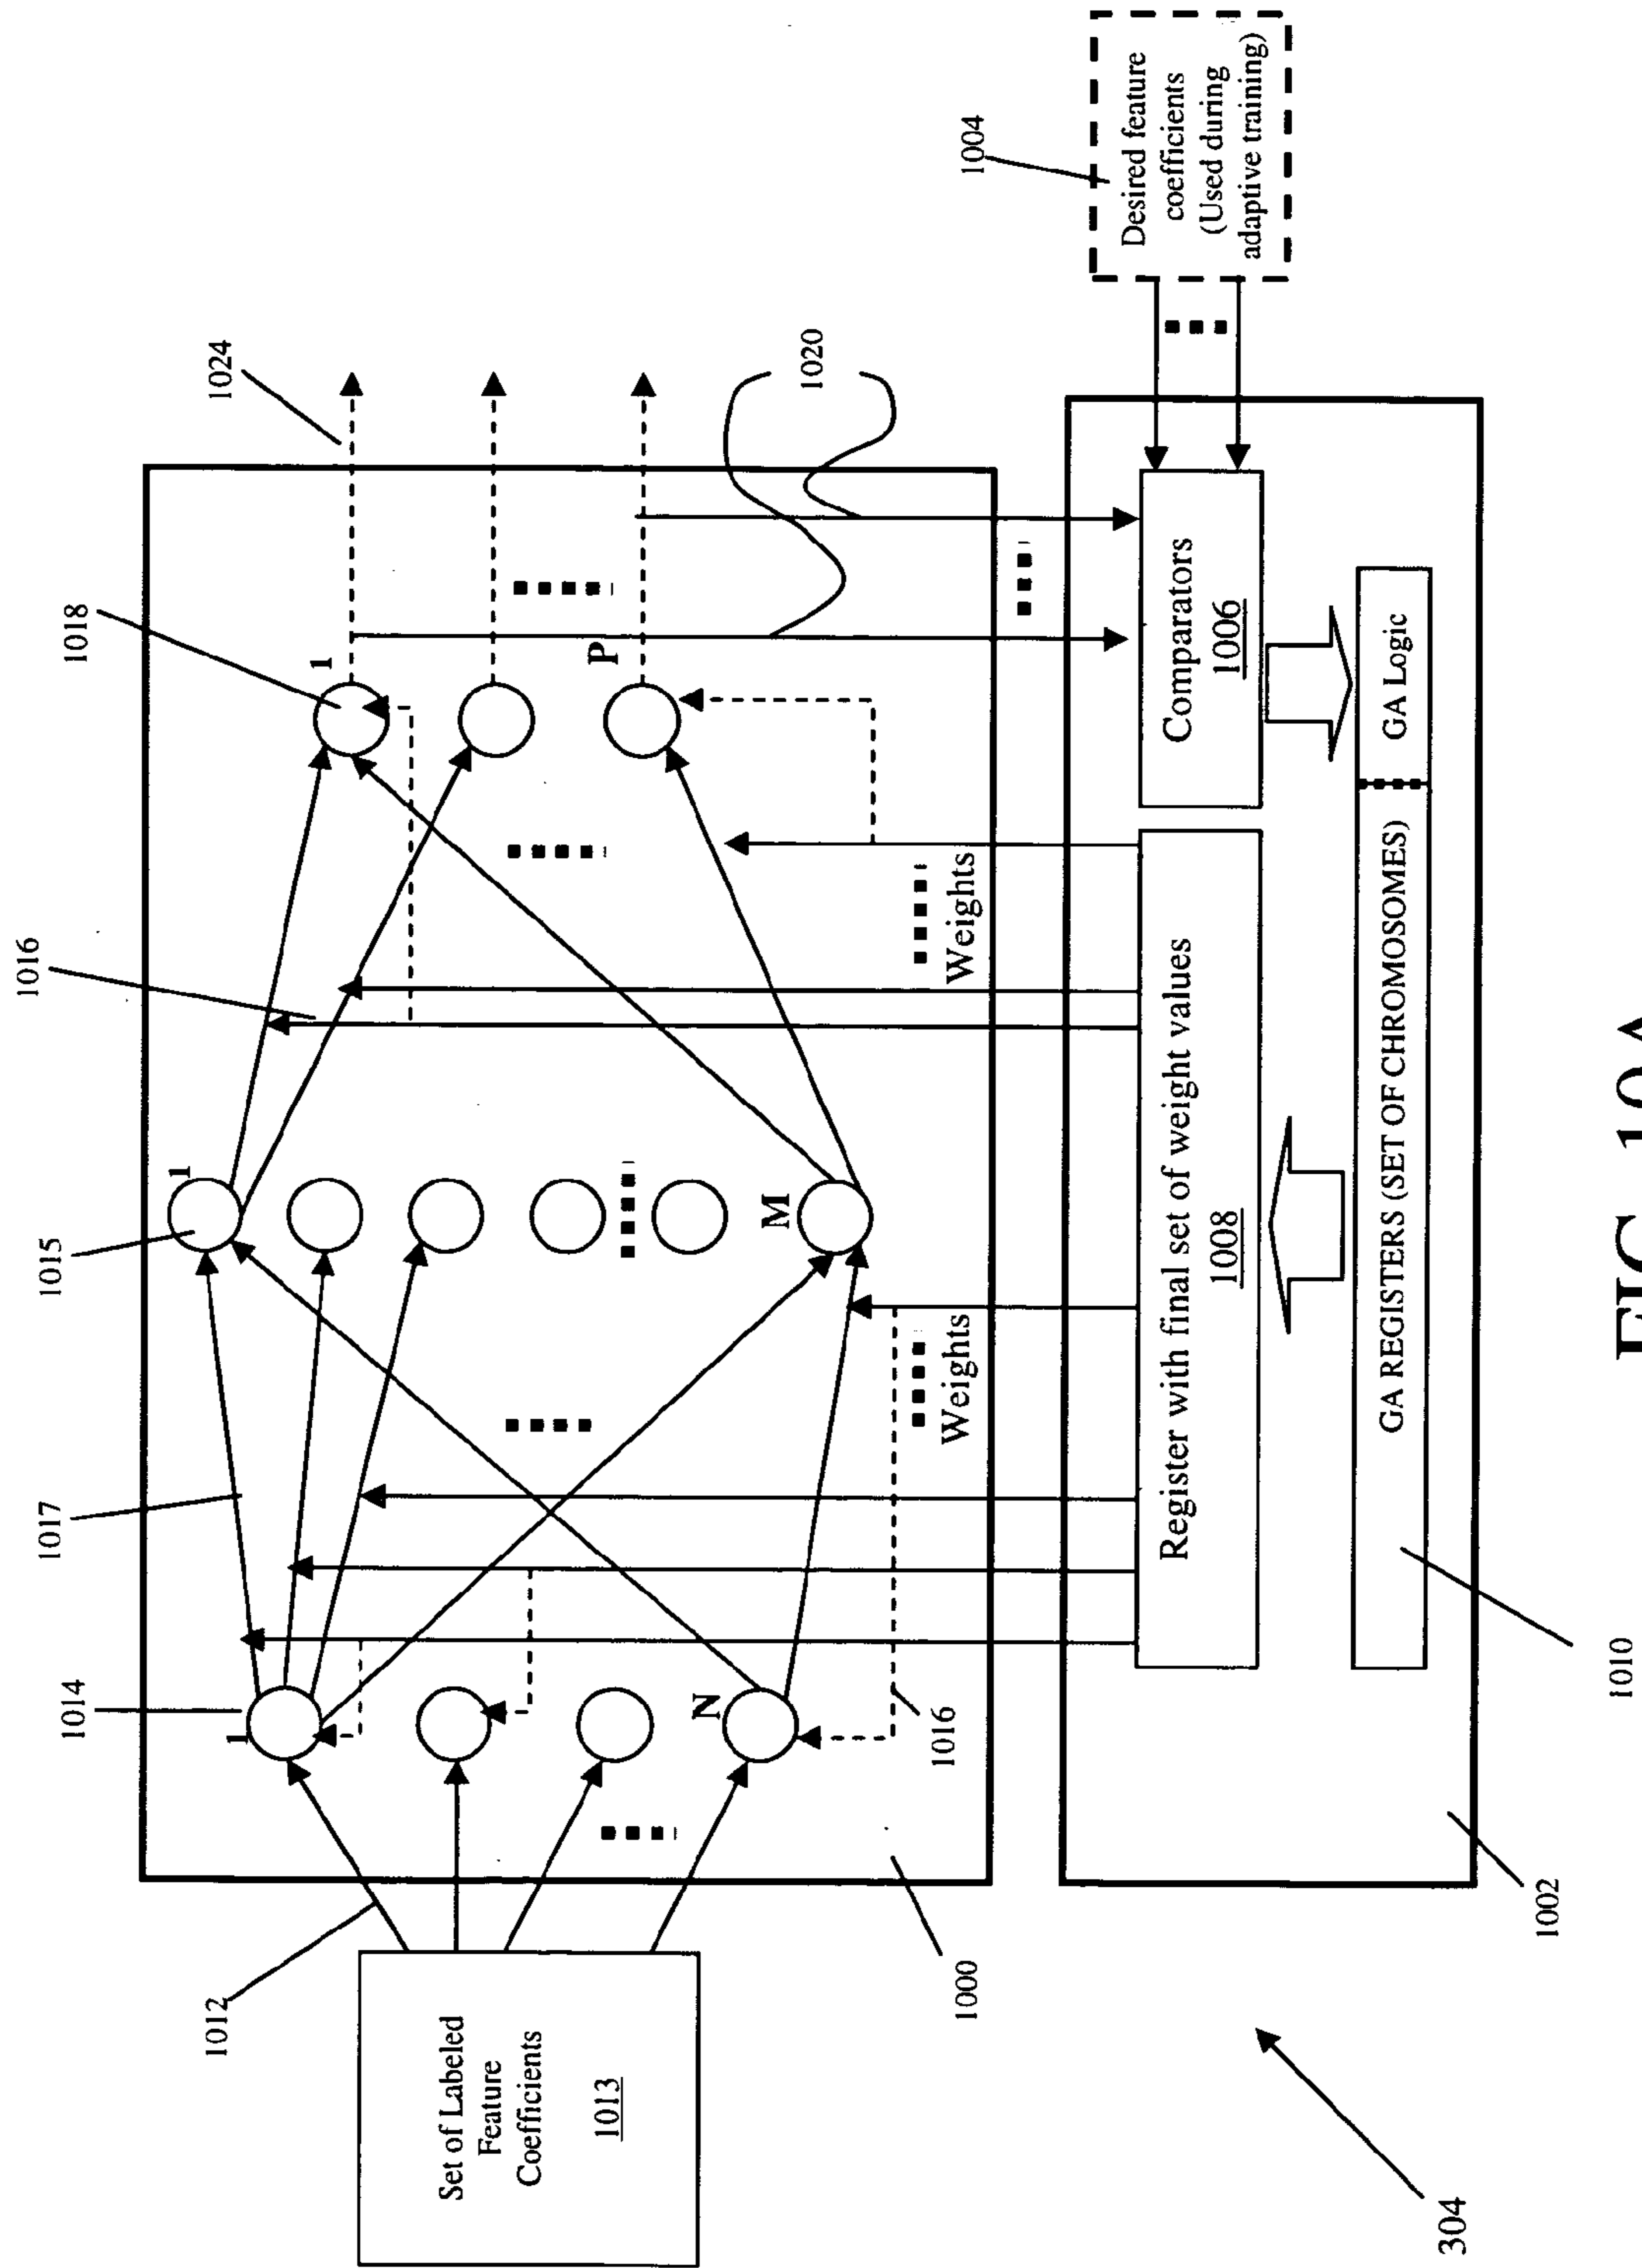 1024
1018
1
1016
1
1015
1017
1014
1
1012
Set of Labeled
Feature
Coefficients
1013
P
1020
M
N
Weights
Weights
1016
1000
1004
Desired feature
coefficients
(Used during
adaptive training)
Comparators
1006
Register with final set of weight values
1008
GA Logic
GA REGISTERS (SET OF CHROMOSOMES)
1010
1002
304
FIG. 10A